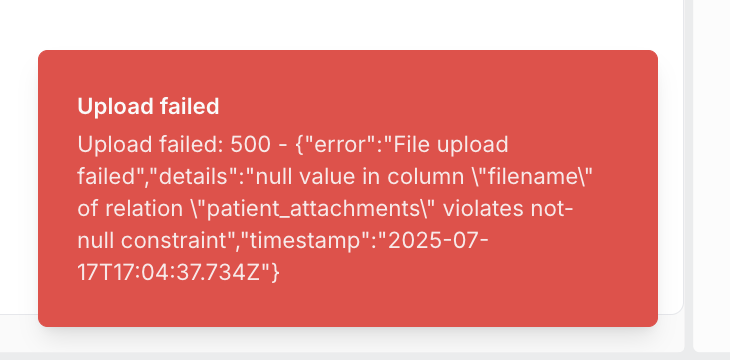 Upload failed
Upload failed: 500 - {"error":"File upload
failed","details":"null value in column \"filename\"
of relation \"patient_attachments\" violates not-
null constraint","timestamp":"2025-07-
17T17:04:37.734Z"}